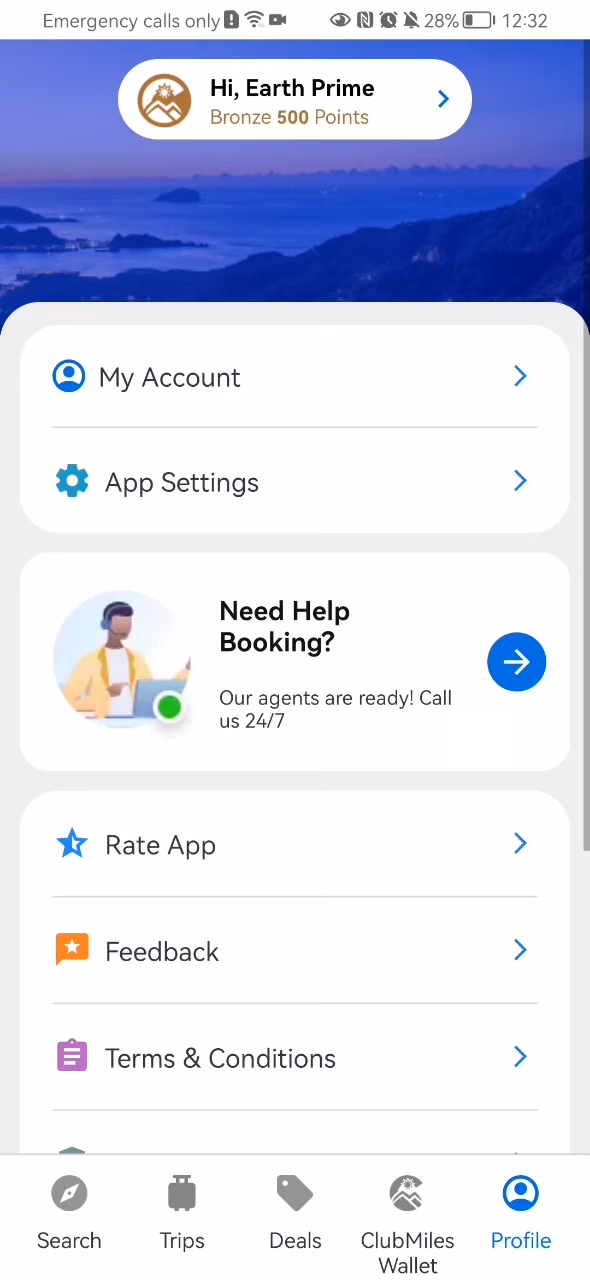 Emergency calls only 28% 12:32
Hi, Earth Prime
Bronze 500 Points
My Account
App Settings
Need Help
Booking?
Our agents are ready! Call
us 24/7
Rate App
Feedback
Terms & Conditions
Search Trips Deals ClubMiles Wallet Profile